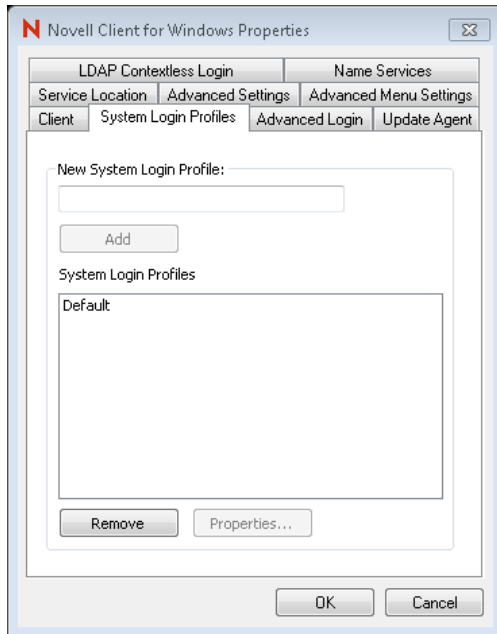 Novell Client for Windows Properties
LDAP Contextless Login Name Services
Service Location Advanced Settings Advanced Menu Settings
Client System Login Profiles Advanced Login Update Agent
New System Login Profile:
Add
System Login Profiles
Default
Remove Properties...
OK Cancel